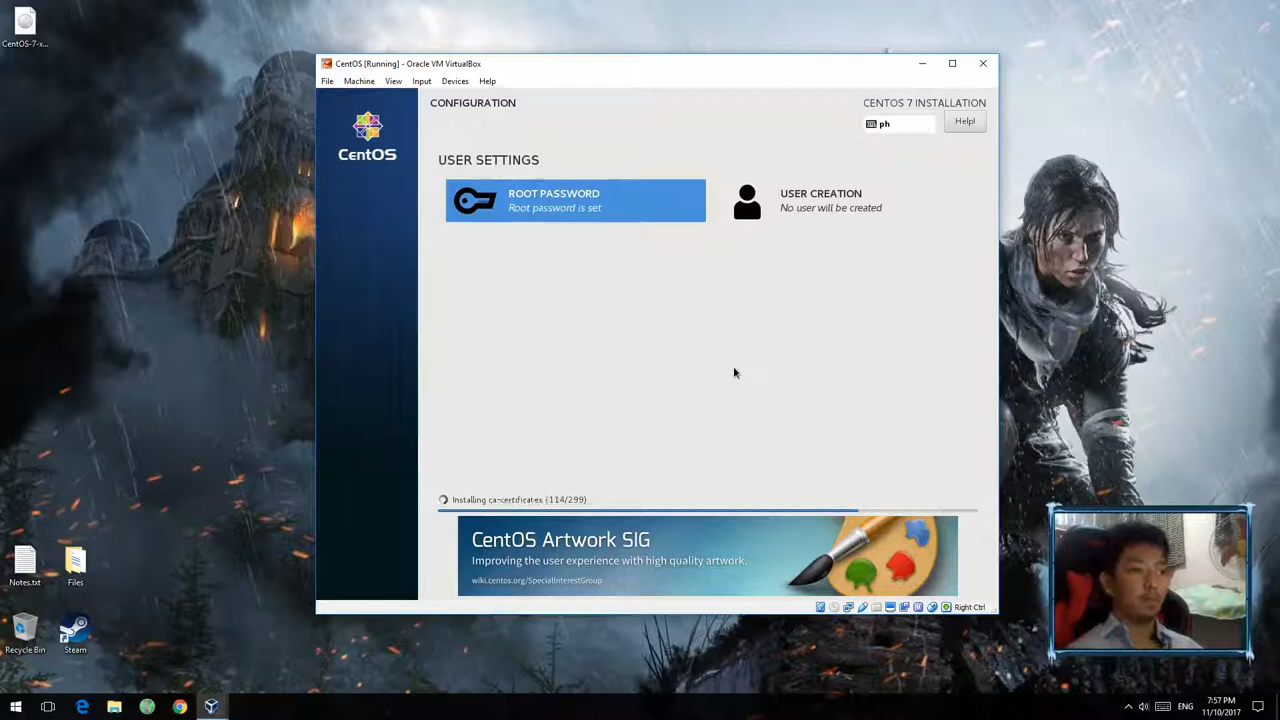 CentOS-7-x...
CentOS [Running] - Oracle VM VirtualBox
File Machine View Input Devices Help
CentOS
CONFIGURATION
CENTOS 7 INSTALLATION
ph
Help!
USER SETTINGS
ROOT PASSWORD
Root password is set
USER CREATION
No user will be created
Installing ca-certificates (114/299)
CentOS Artwork SIG
Improving the user experience with high quality artwork.
wiki.centos.org/SpecialInterestGroup
Right Ctrl
Notes.txt
Files
Recycle Bin
Steam
ENG
7:57 PM
11/10/2017